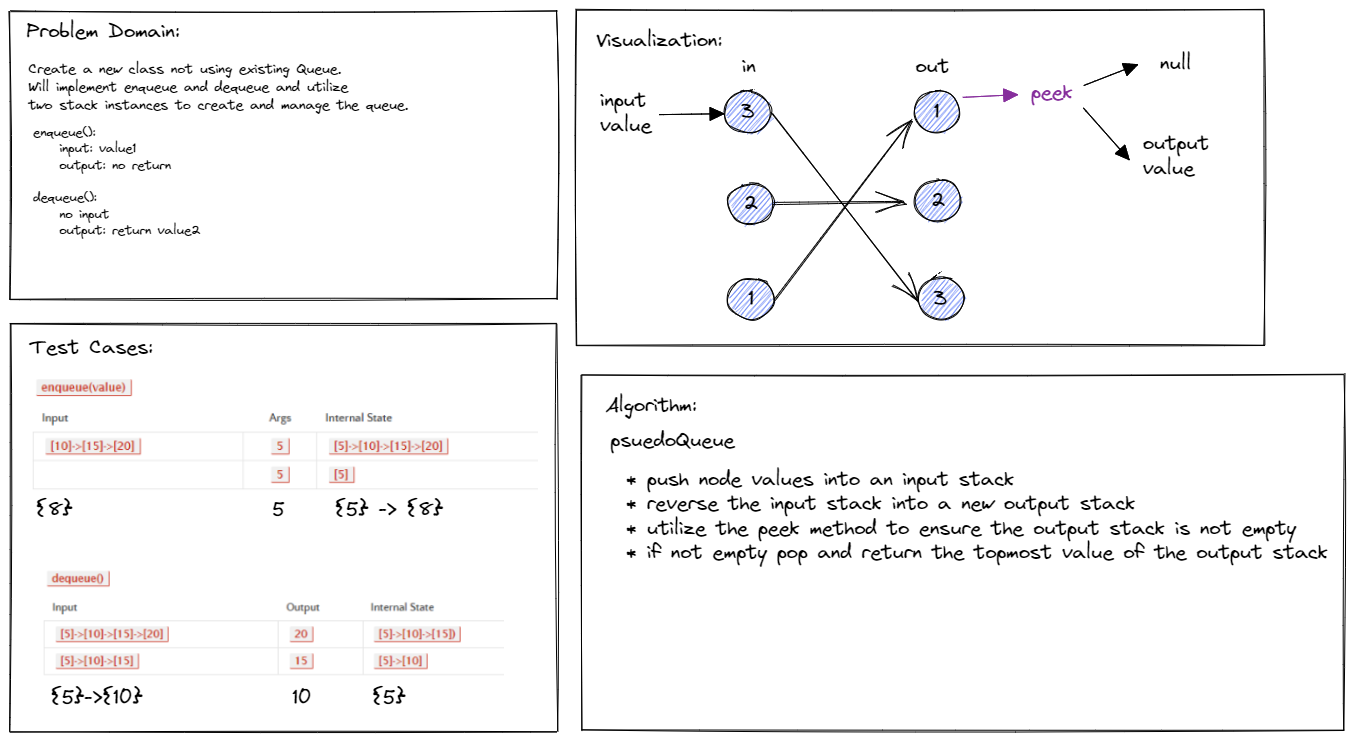 Problem Domain:
Create a new class not using existing Queue.
Will implement enqueue and dequeue and utilize
two stack instances to create and manage the queue.
enqueue():
input: value1
output: no return
dequeue():
no input
output: return value2
Visualization:
in out
input
value
3
2
1
1
2
3
peek
null
output
value
Test Cases:
enqueue(value)
Input Args Internal State
[10]->[15]->[20] 5 [5]->[10]->[15]->[20]
5 [5]
{8} 5 {5} -> {8}
dequeue()
Input Output Internal State
[5]->[10]->[15]->[20] 20 [5]->[10]->[15])
[5]->[10]->[15] 15 [5]->[10]
{5}->{10} 10 {5}
Algorithm:
psuedoQueue
* push node values into an input stack
* reverse the input stack into a new output stack
* utilize the peek method to ensure the output stack is not empty
* if not empty pop and return the topmost value of the output stack